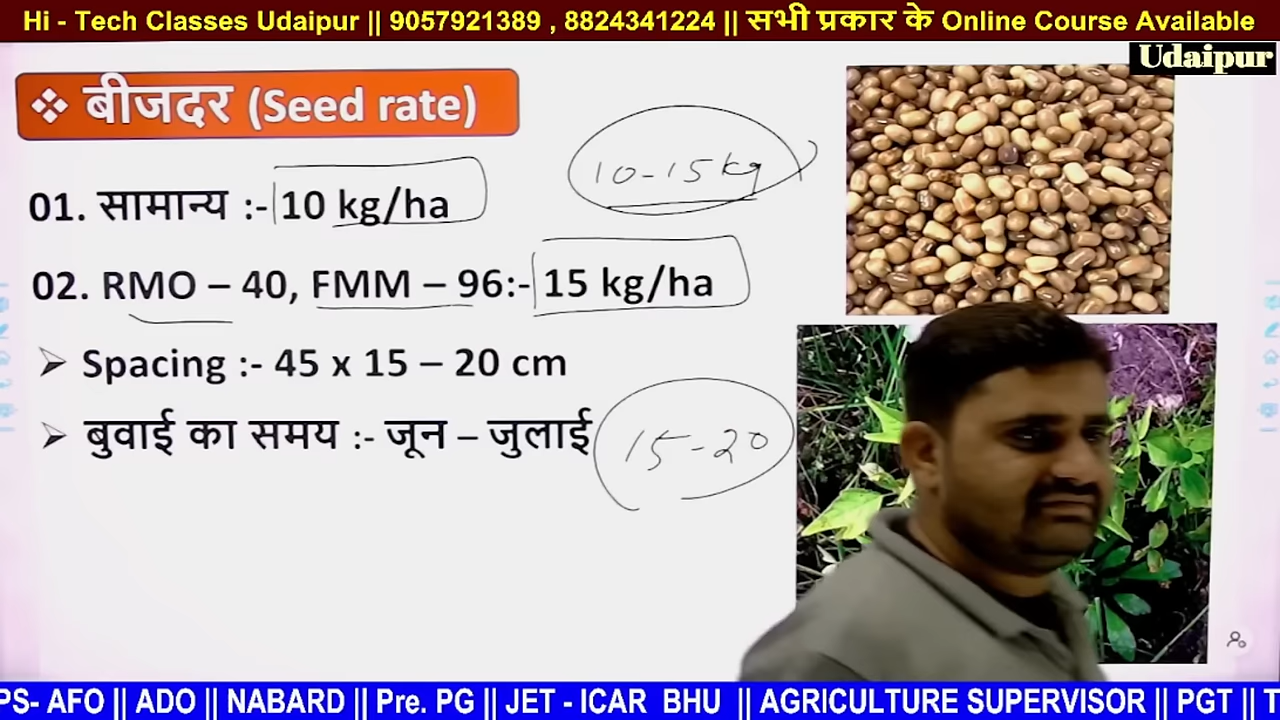 Hi - Tech Classes Udaipur || 9057921389 , 8824341224 || सभी प्रकार के Online Course Available
Udaipur
❖ बीजदर (Seed rate)
10-15 kg
01. सामान्य :- 10 kg/ha
02. RMO – 40, FMM – 96:- 15 kg/ha
➢ Spacing :- 45 x 15 – 20 cm
➢ बुवाई का समय :- जून – जुलाई
15-20
PS- AFO || ADO || NABARD || Pre. PG || JET - ICAR BHU || AGRICULTURE SUPERVISOR || PGT || T